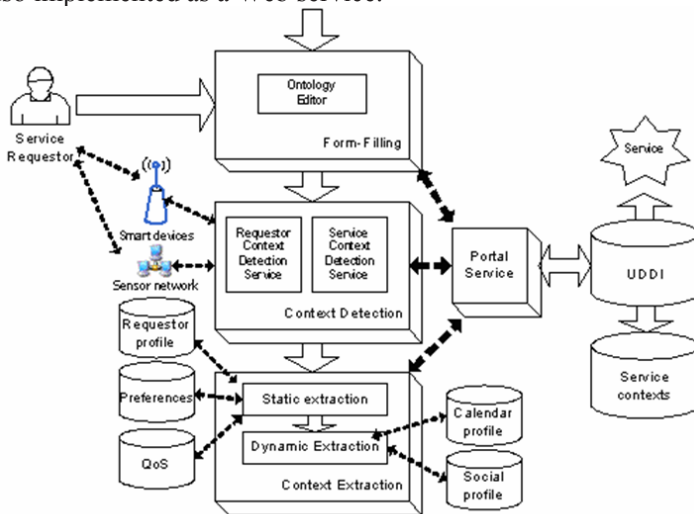 so implemented as a Web service.
Ontology
Editor
Form-Filling
Service
Requestor
Smart devices
Sensor network
Requestor
Context
Detection
Service
Service
Context
Detection
Service
Context Detection
Portal
Service
Service
UDDI
Service
contexts
Requestor
profile
Preferences
QoS
Static extraction
Dynamic Extraction
Context Extraction
Calendar
profile
Social
profile